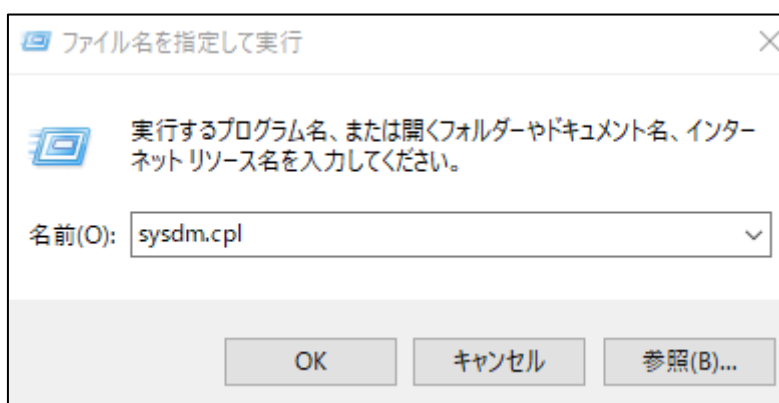 ファイル名を指定して実行
実行するプログラム名、または開くフォルダーやドキュメント名、インター
ネット リソース名を入力してください。
名前(O): sysdm.cpl
OK キャンセル 参照(B)...